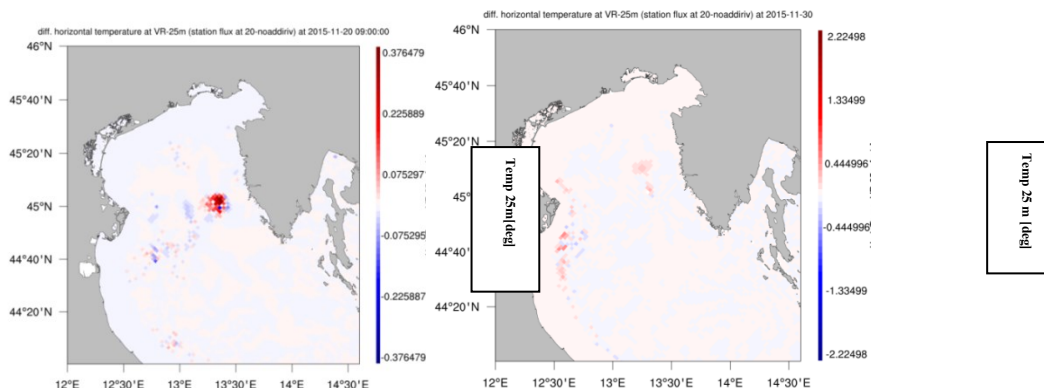 diff. horizontal temperature at VR-25m (station flux at 20-noaddiriv) at 2015-11-20 09:00:00
46°N
45°40'N
45°20'N
45°N
44°40'N
44°20'N
12°E
12°30'E
13°E
13°30'E
14°E
14°30'E
0.376479
0.225889
0.075297
-0.075295
-0.225887
-0.376479
diff. horizontal temperature at VR-25m (station flux at 20-noaddiriv) at 2015-11-30
46°N
45°40'N
45°20'N
44°20'N
12°E
12°30'E
13°E
13°30'E
14°E
14°30'E
2.22498
1.33499
0.444996
-0.444996
-1.33499
-2.22498
Temp 25m[deg]
Temp 25 m [deg]